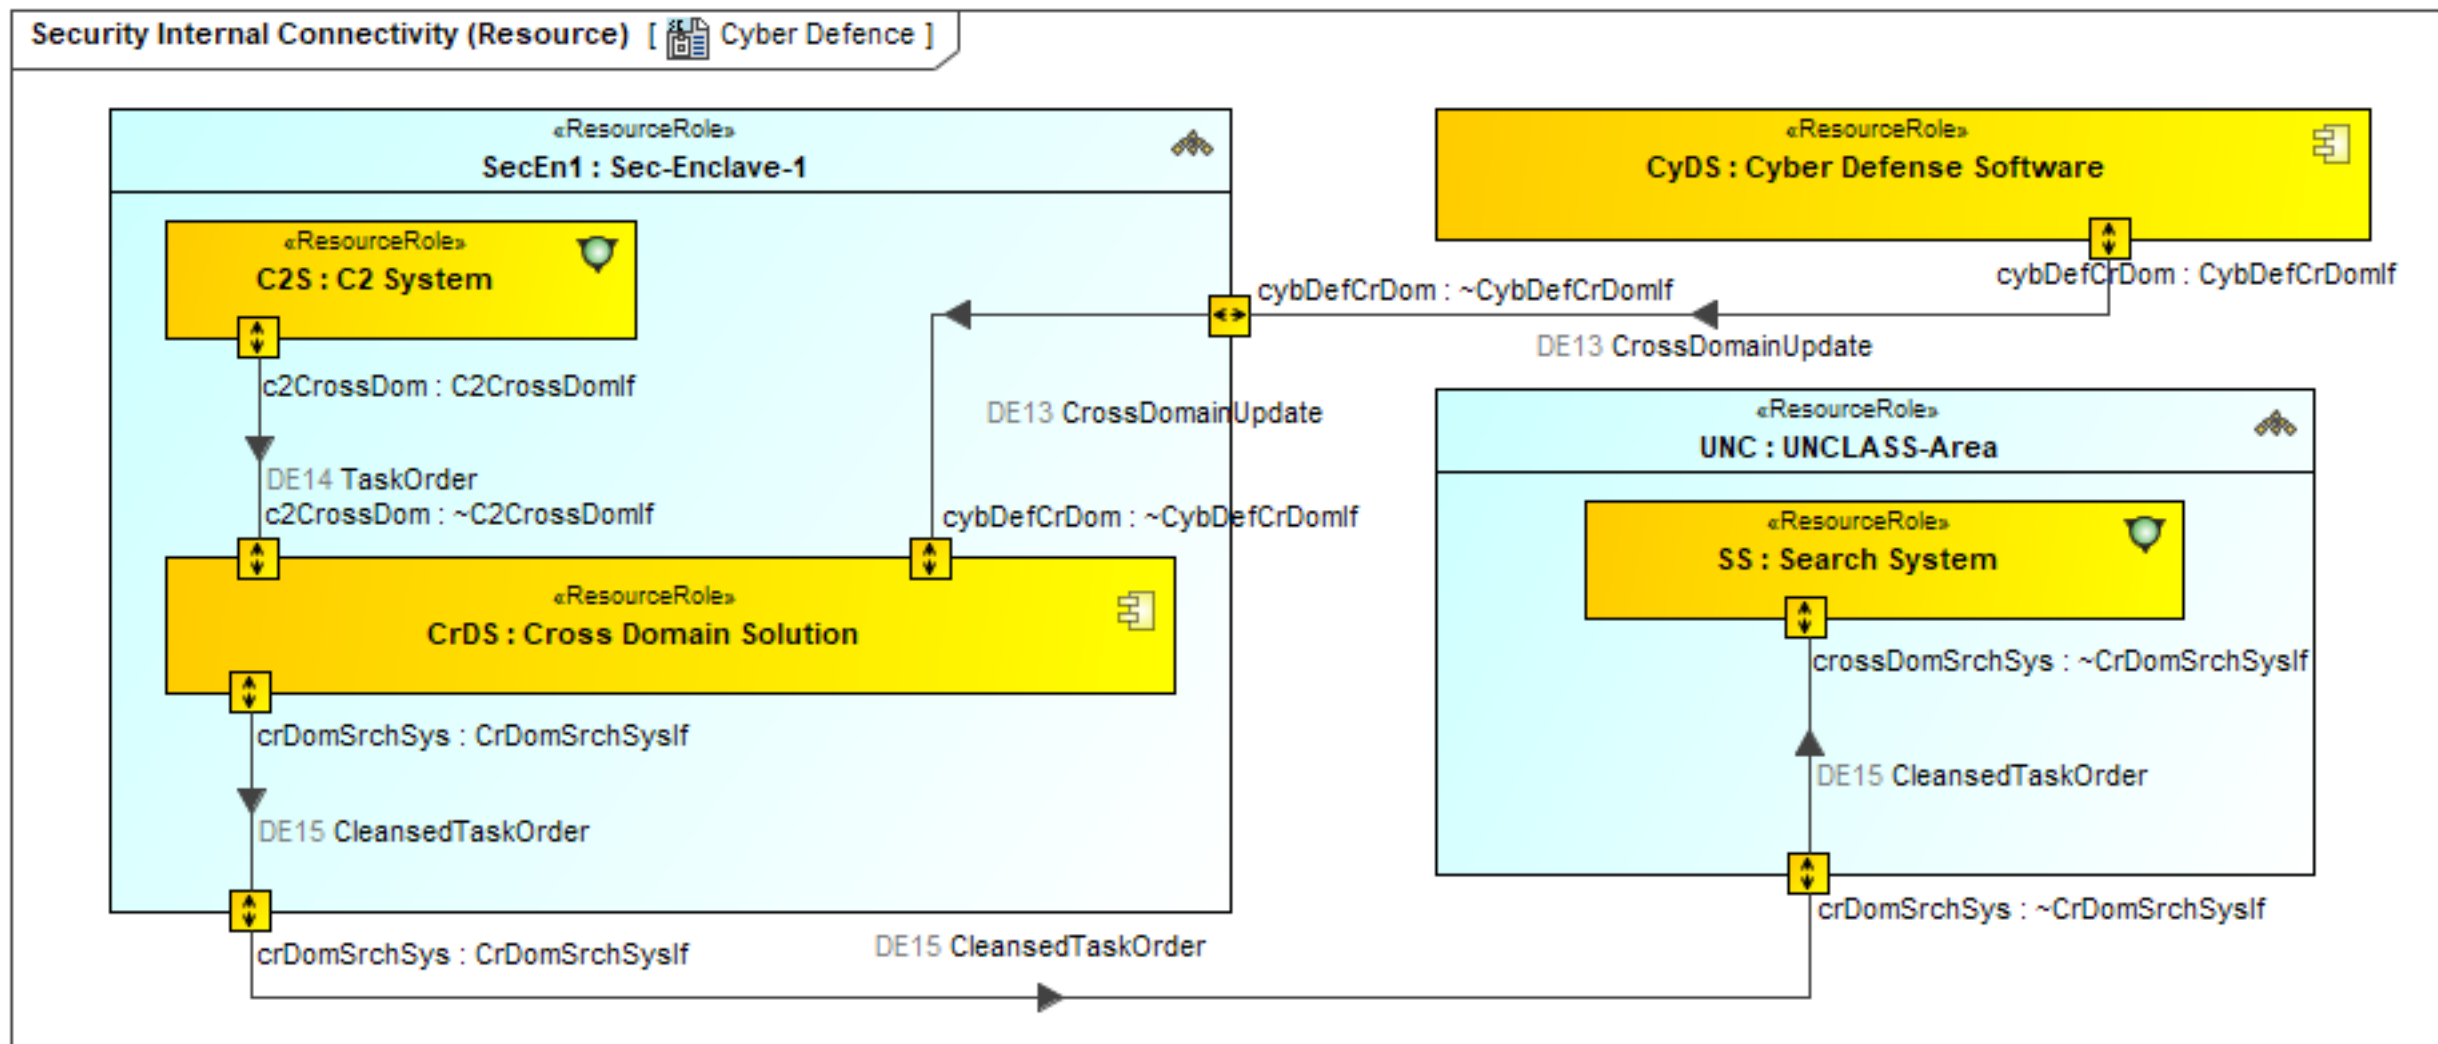 Security Internal Connectivity (Resource) [ Cyber Defence ]
«ResourceRole»
SecEn1 : Sec-Enclave-1
«ResourceRole»
CyDS : Cyber Defense Software
«ResourceRole»
C2S : C2 System
cybDefCrDom : CybDefCrDomIf
cybDefCrDom : ~CybDefCrDomIf
DE13 CrossDomainUpdate
c2CrossDom : C2CrossDomIf
DE13 CrossDomainUpdate
DE14 TaskOrder
c2CrossDom : ~C2CrossDomIf
cybDefCrDom : ~CybDefCrDomIf
«ResourceRole»
UNC : UNCLASS-Area
«ResourceRole»
SS : Search System
«ResourceRole»
CrDS : Cross Domain Solution
crossDomSrchSys : ~CrDomSrchSysIf
crDomSrchSys : CrDomSrchSysIf
DE15 CleansedTaskOrder
DE15 CleansedTaskOrder
crDomSrchSys : ~CrDomSrchSysIf
crDomSrchSys : CrDomSrchSysIf
DE15 CleansedTaskOrder